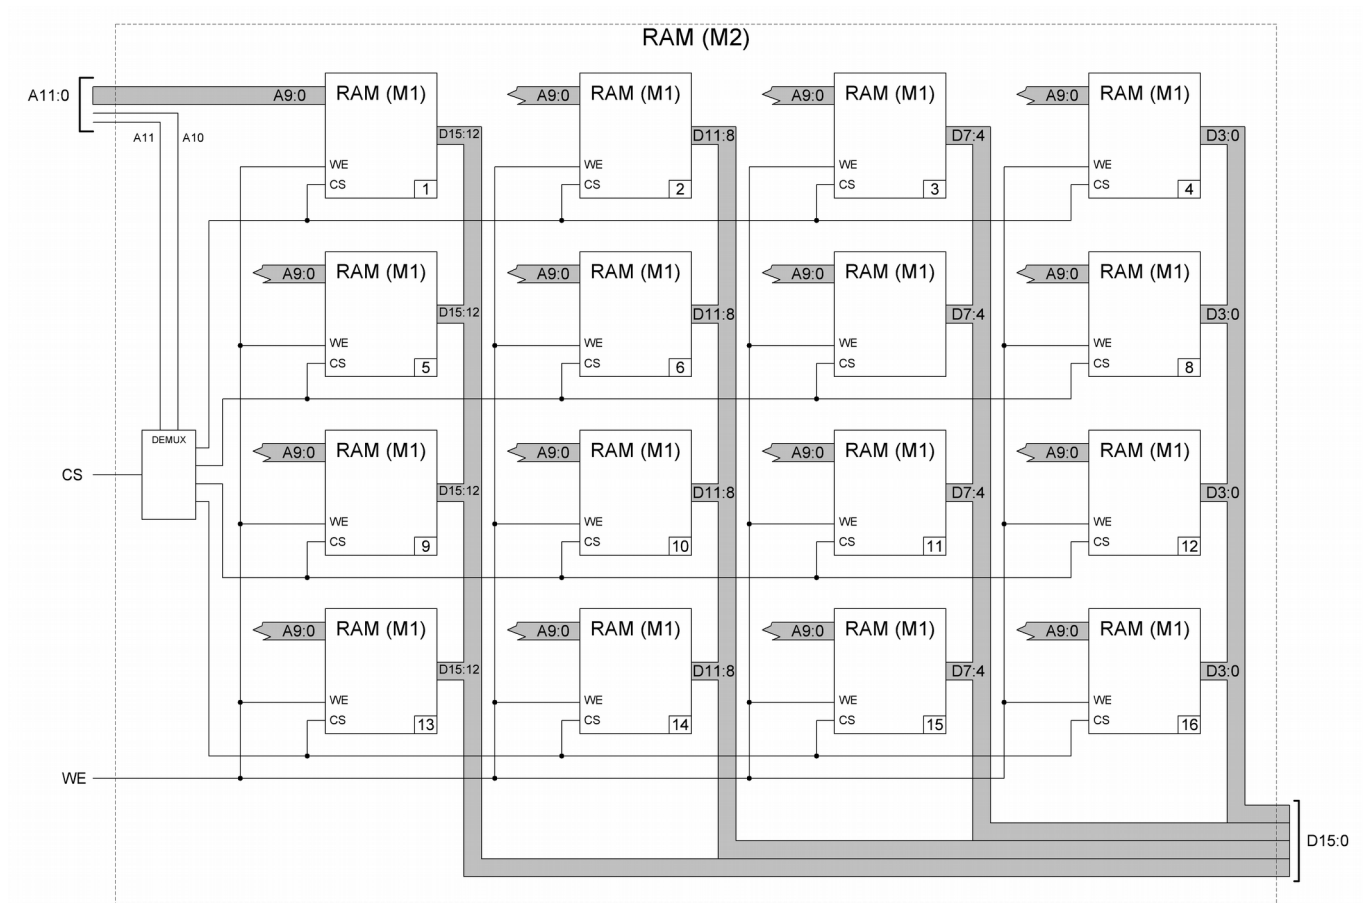 RAM (M2)
A11:0
A9:0
RAM (M1)
A9:0
RAM (M1)
A9:0
RAM (M1)
A9:0
RAM (M1)
A11
A10
D15:12
D11:8
D7:4
D3:0
WE
WE
WE
WE
CS
1
CS
2
CS
3
CS
4
A9:0
RAM (M1)
A9:0
RAM (M1)
A9:0
RAM (M1)
A9:0
RAM (M1)
D15:12
D11:8
D7:4
D3:0
WE
WE
WE
WE
CS
5
CS
6
CS
CS
8
DEMUX
CS
A9:0
RAM (M1)
A9:0
RAM (M1)
A9:0
RAM (M1)
A9:0
RAM (M1)
D15:12
D11:8
D7:4
D3:0
WE
WE
WE
WE
CS
9
CS
10
CS
11
CS
12
A9:0
RAM (M1)
A9:0
RAM (M1)
A9:0
RAM (M1)
A9:0
RAM (M1)
D15:12
D11:8
D7:4
D3:0
WE
WE
WE
WE
CS
13
CS
14
CS
15
CS
16
WE
D15:0